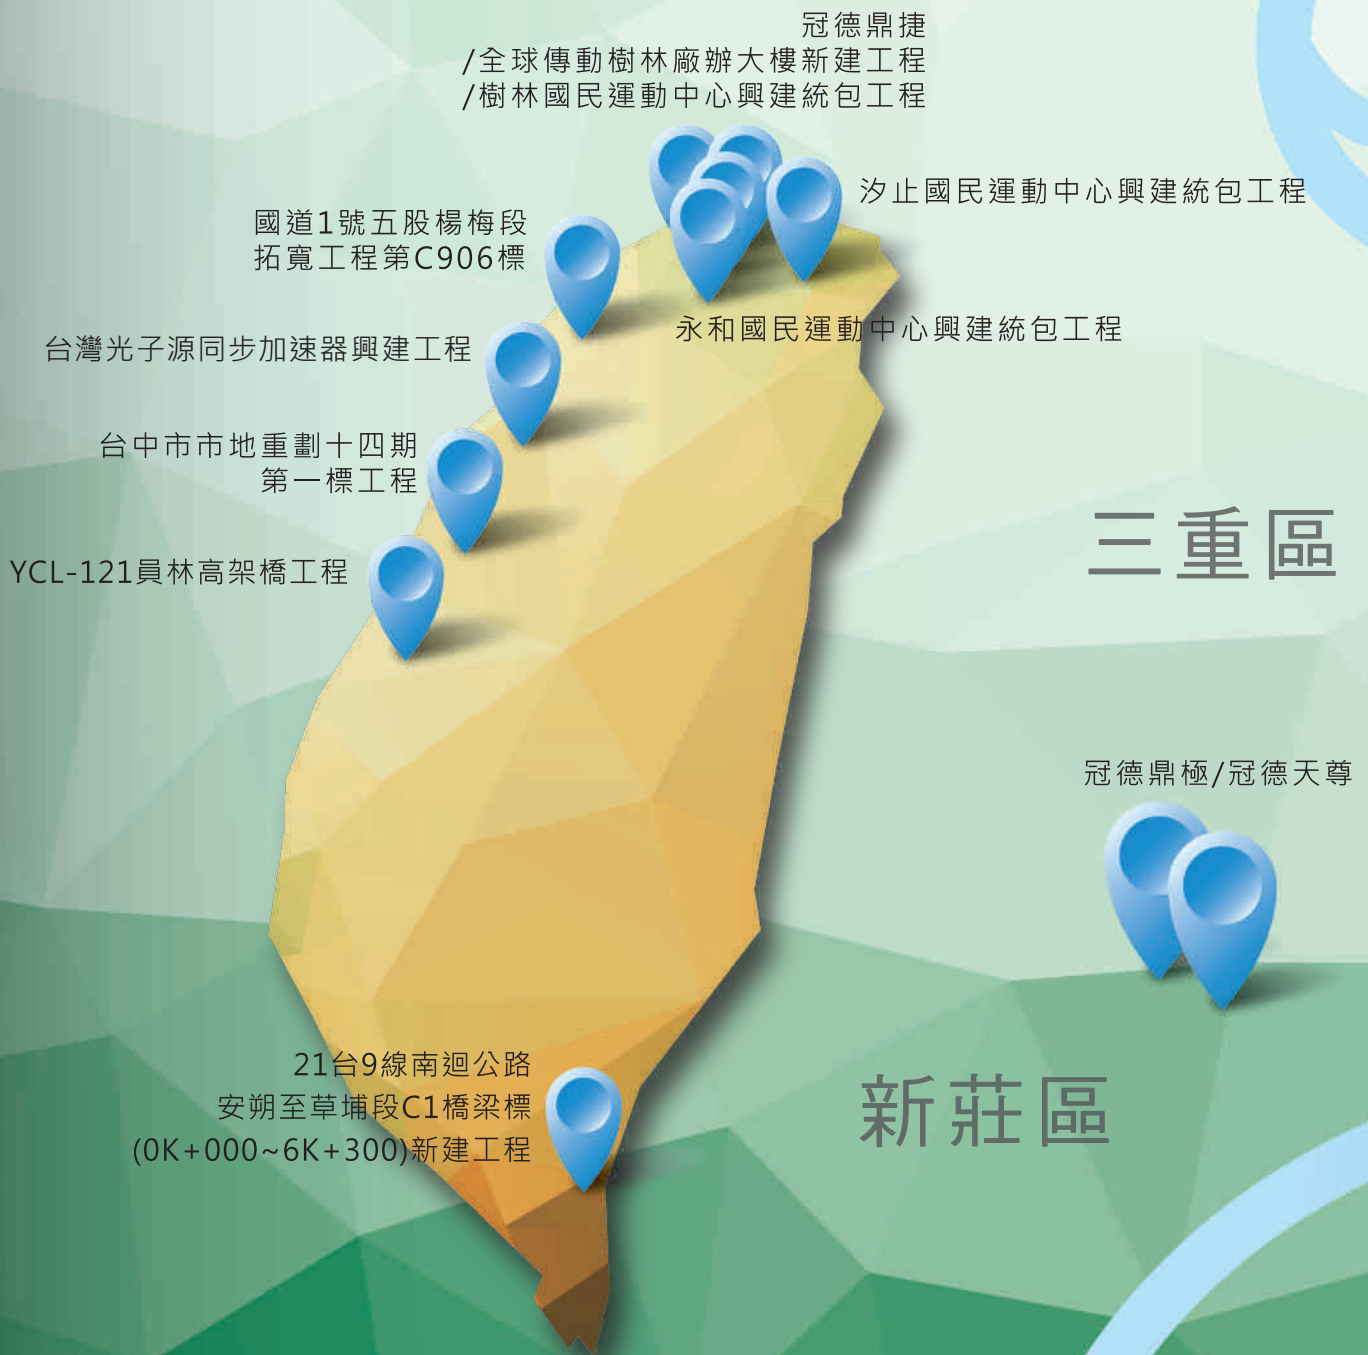 冠德鼎捷
/全球傳動樹林廠辦大樓新建工程
/樹林國民運動中心興建統包工程
汐止國民運動中心興建統包工程
國道1號五股楊梅段
拓寬工程第C906標
永和國民運動中心興建統包工程
台灣光子源同步加速器興建工程
台中市市地重劃十四期
第一標工程
YCL-121員林高架橋工程
三重區
冠德鼎極/冠德天尊
21台9線南迴公路
安朔至草埔段C1橋梁標
(0K+000~6K+300)新建工程
新莊區